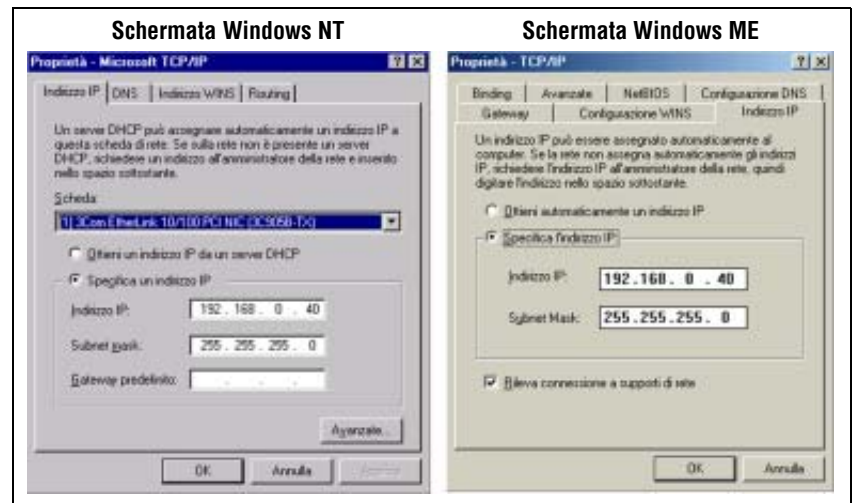 Schermata Windows NT
Proprietà - Microsoft TCP/IP
Indirizzo IP DNS Indirizzo WINS Routing
Un server DHCP può assegnare automaticamente un indirizzo IP a
questa scheda di rete. Se sulla rete non è presente un server
DHCP, richiedere un indirizzo all'amministratore della rete e inserirlo
nello spazio sottostante.
Scheda:
[1] 3Com EtherLink 10/100 PCI NIC (3C905B-TX)
Ottieni un indirizzo IP da un server DHCP
Specifica un indirizzo IP
Indirizzo IP: 192 . 168 . 0 . 40
Subnet mask: 255 . 255 . 255 . 0
Gateway predefinito: . . .
Avanzate...
OK Annulla
Schermata Windows ME
Proprietà - TCP/IP
Binding Avanzate NetBIOS Configurazione DNS
Gateway Configurazione WINS Indirizzo IP
Un indirizzo IP può essere assegnato automaticamente al
computer. Se la rete non assegna automaticamente gli indirizzi
IP, richiedere l'indirizzo IP all'amministratore della rete, quindi
digitare l'indirizzo nello spazio sottostante.
Ottieni automaticamente un indirizzo IP
Specifica l'indirizzo IP:
Indirizzo IP: 192.168. 0 . 40
Subnet Mask: 255.255.255. 0
Rileva connessione a supporti di rete
OK Annulla